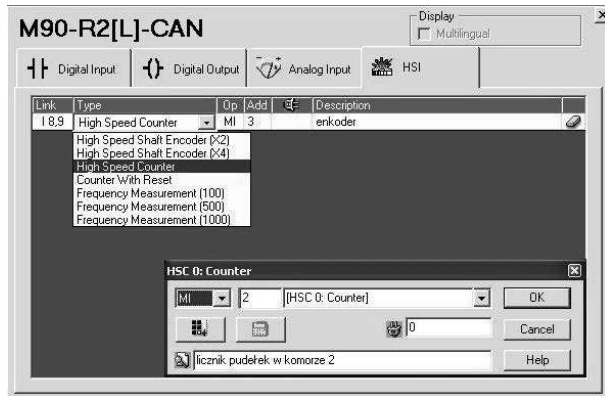 M90-R2[L]-CAN
Display
Multilingual
Digital Input
Digital Output
Analog Input
HSI
Link Type Op Add Description
I 8,9 High Speed Counter MI 3 enkoder
High Speed Shaft Encoder (X2)
High Speed Shaft Encoder (X4)
High Speed Counter
Counter With Reset
Frequency Measurement (100)
Frequency Measurement (500)
Frequency Measurement (1000)
HSC 0: Counter
MI 2 [HSC 0: Counter] OK
0 Cancel
licznik pudełek w komorze 2 Help